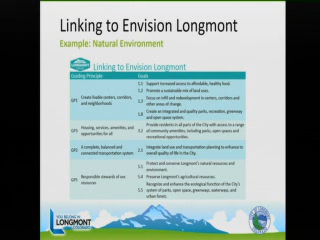 Linking to Envision Longmont
Example: Natural Environment
Linking to Envision Longmont
Guiding Principle
Goals
GP1
Create livable centers, corridors,
and neighborhoods
1.1 Support increased access to affordable, healthy food.
1.2 Promote a sustainable mix of land uses.
1.3 Focus on infill and redevelopment in centers, corridors and
other areas of change.
1.8 Create an integrated and quality parks, recreation, greenway
and open space system.
Housing, services, amenities, and
opportunities for all
Provide residents in all parts of the City with access to a range
of community amenities, including parks, open spaces and
recreational opportunities.
A complete, balanced and
connected transportation system
2.1 Integrate land use and transportation planning to enhance to
overall quality of life in the City.
GP5
Responsible stewards of our
resources
5.1 Protect and conserve Longmont's natural resources and
environment.
5.4 Preserve Longmont's agricultural resources.
Recognize and enhance the ecological function of the City's
system of parks, open space, greenways, waterways, and
urban forest.
YOU BELONG IN
LONGMONT
COLORADO